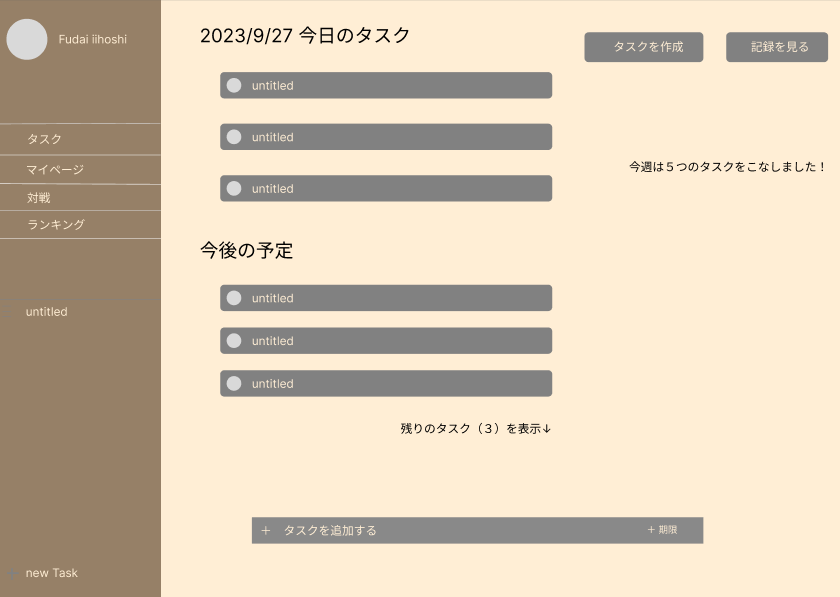 Fudai iihoshi
タスク
マイページ
対戦
ランキング
untitled
new Task
2023/9/27 今日のタスク
タスクを作成
記録を見る
untitled
untitled
untitled
今週は５つのタスクをこなしました！
今後の予定
untitled
untitled
untitled
残りのタスク（３）を表示↓
＋ タスクを追加する
＋ 期限